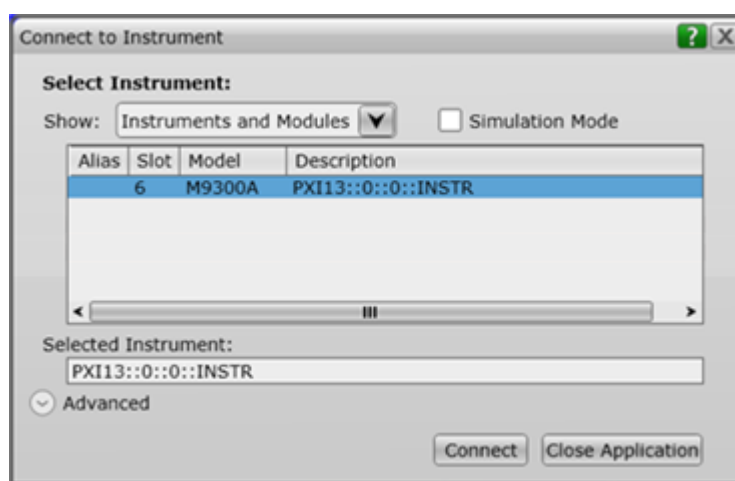 Connect to Instrument ? X
Select Instrument:
Show: Instruments and Modules Simulation Mode
Alias Slot Model Description
6 M9300A PXI13::0::0::INSTR
Selected Instrument:
PXI13::0::0::INSTR
Advanced
Connect Close Application